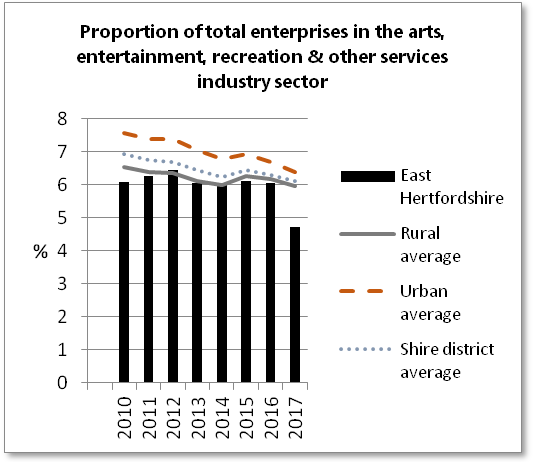 Proportion of total enterprises in the arts,
entertainment, recreation & other services
industry sector
8
7
6
5
4
3
2
1
0
%
2010
2011
2012
2013
2014
2015
2016
2017
East
Hertfordshire
Rural
average
Urban
average
Shire district
average